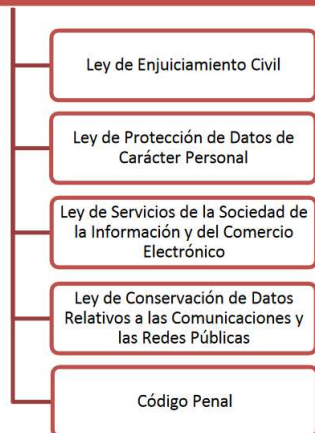 Ley de Enjuiciamiento Civil
Ley de Protección de Datos de
Carácter Personal
Ley de Servicios de la Sociedad de
la Información y del Comercio
Electrónico
Ley de Conservación de Datos
Relativos a las Comunicaciones y
las Redes Públicas
Código Penal